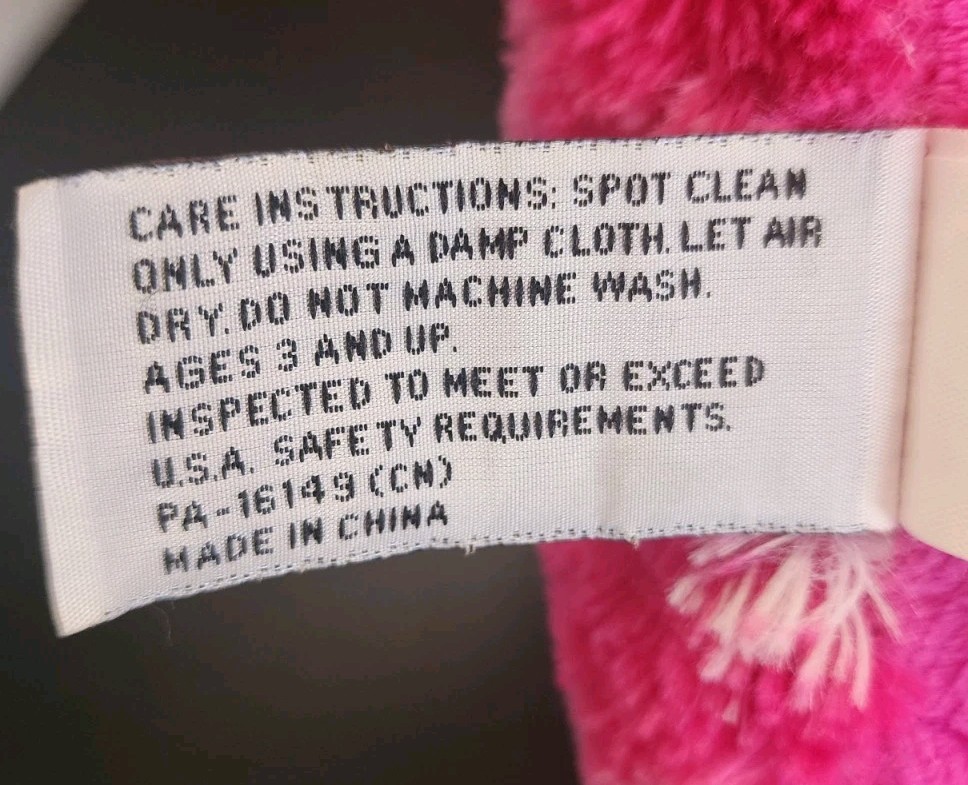 CARE INSTRUCTIONS: SPOT CLEAN
ONLY USING A DAMP CLOTH. LET AIR
DRY. DO NOT MACHINE WASH.
AGES 3 AND UP.
INSPECTED TO MEET OR EXCEED
U.S.A. SAFETY REQUIREMENTS.
PA-16149 (CN)
MADE IN CHINA